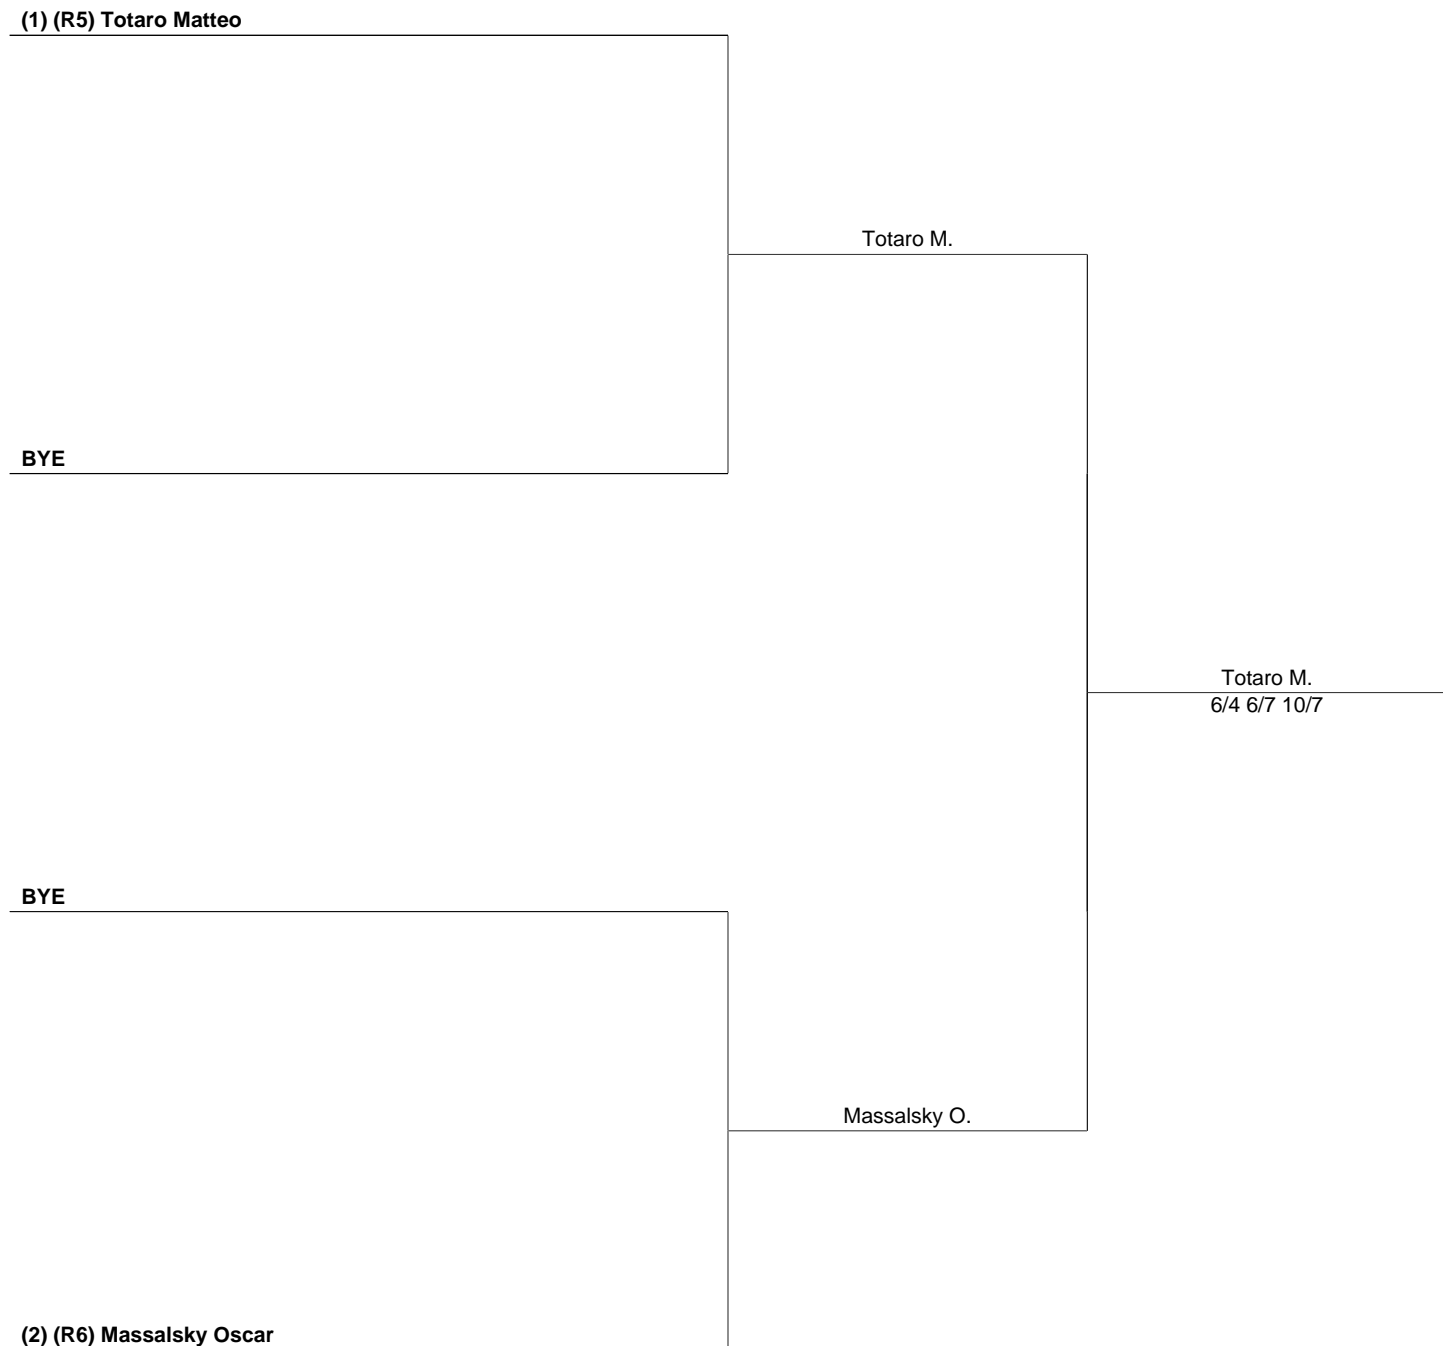 (1) (R5) Totaro Matteo
Totaro M.
BYE
Totaro M.
6/4 6/7 10/7
BYE
Massalsky O.
(2) (R6) Massalsky Oscar